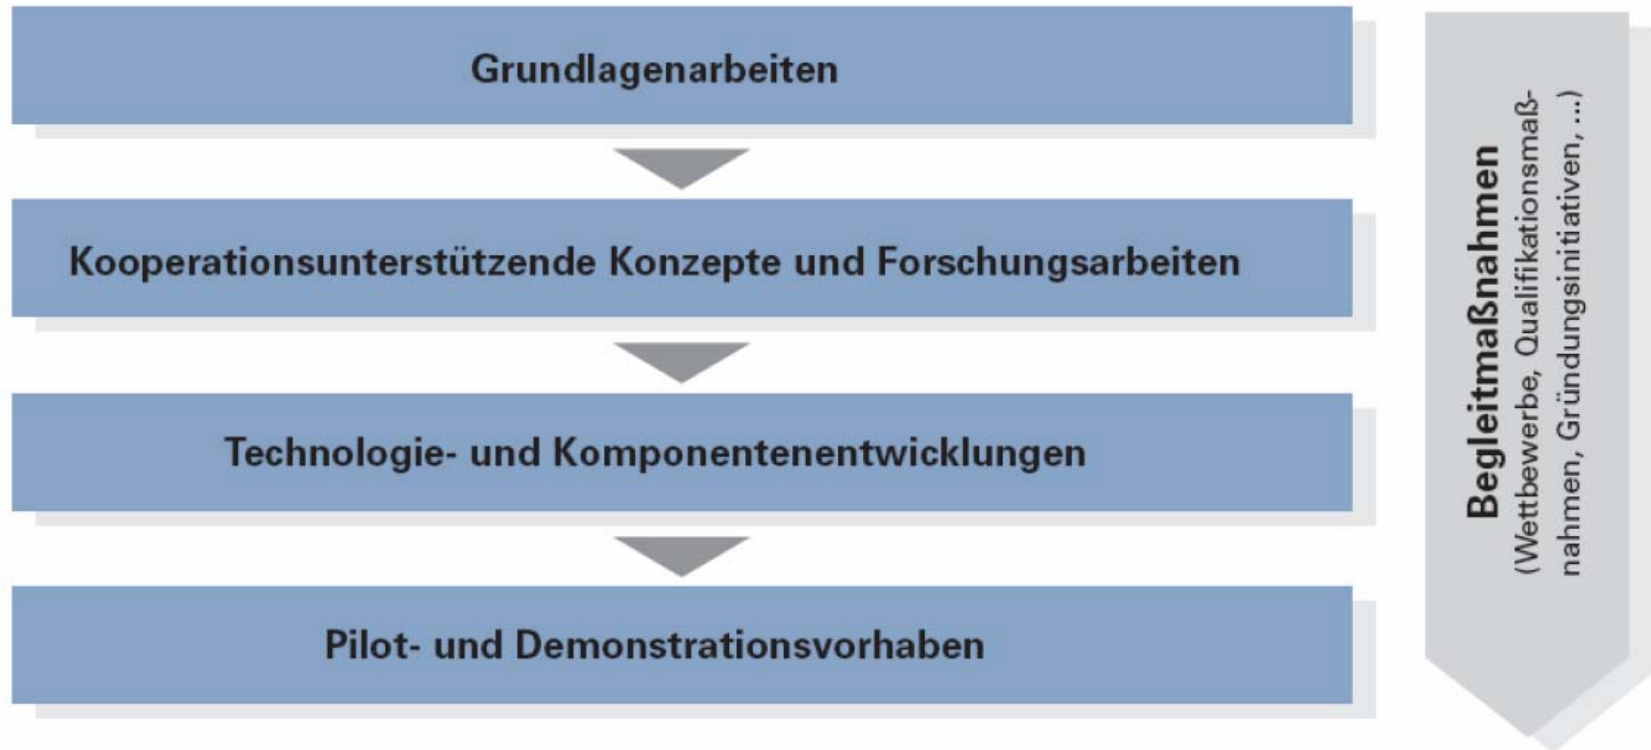 Grundlagenarbeiten
Kooperationsunterstützende Konzepte und Forschungsarbeiten
Technologie- und Komponentenentwicklungen
Pilot- und Demonstrationsvorhaben
Begleitmaßnahmen
(Wettbewerbe, Qualifikationsmaß-
nahmen, Gründungsinitiativen, ...)